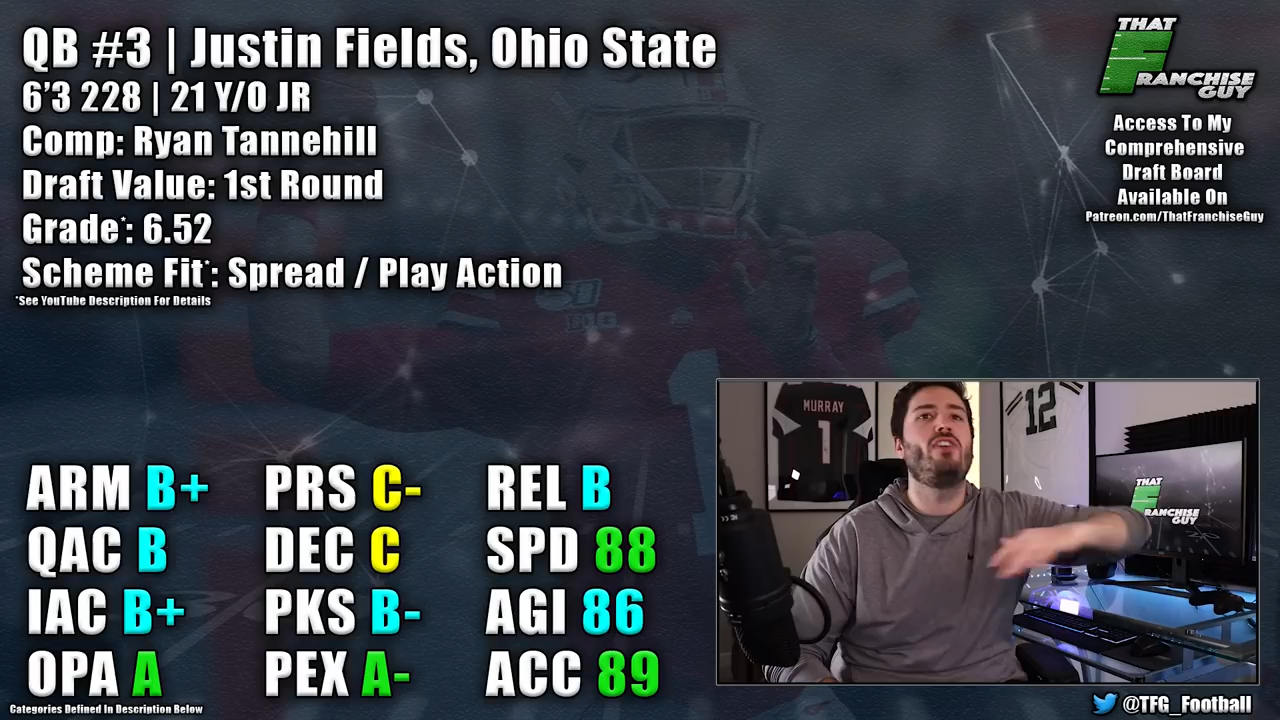 QB #3 | Justin Fields, Ohio State
6'3 228 | 21 Y/O JR
Comp: Ryan Tannehill
Draft Value: 1st Round
Grade*: 6.52
Scheme Fit*: Spread / Play Action
*See YouTube Description For Details
THAT
FRANCHISE
GUY
Access To My
Comprehensive
Draft Board
Available On
Patreon.com/ThatFranchiseGuy
ARM B+ PRS C- REL B
QAC B DEC C SPD 88
IAC B+ PKS B- AGI 86
OPA A PEX A- ACC 89
Categories Defined In Description Below
MURRAY
1
12
THAT
FRANCHISE
GUY
@TFG_Football